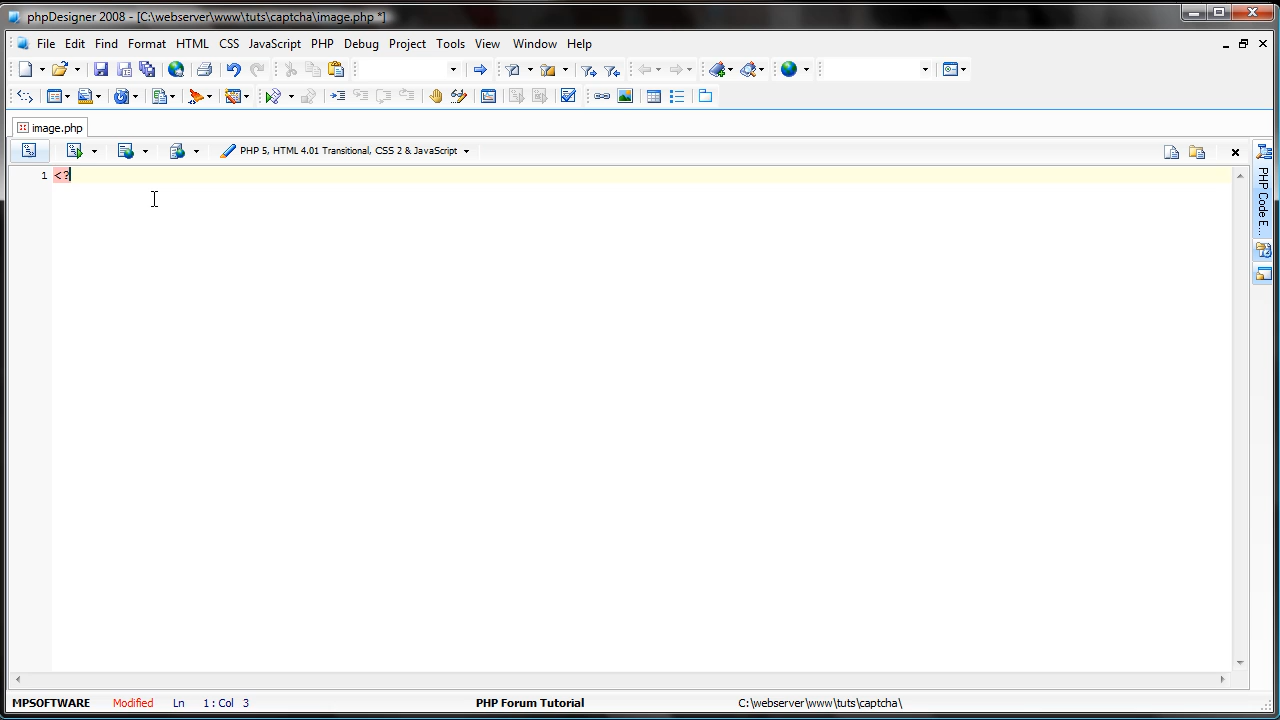 phpDesigner 2008 - [C:\webserver\www\tuts\captcha\image.php *]
File Edit Find Format HTML CSS JavaScript PHP Debug Project Tools View Window Help
image.php
PHP 5, HTML 4.01 Transitional, CSS 2 & JavaScript
1 <?
PHP Code E...
MPSOFTWARE Modified Ln 1 : Col 3 PHP Forum Tutorial C:\webserver\www\tuts\captcha\